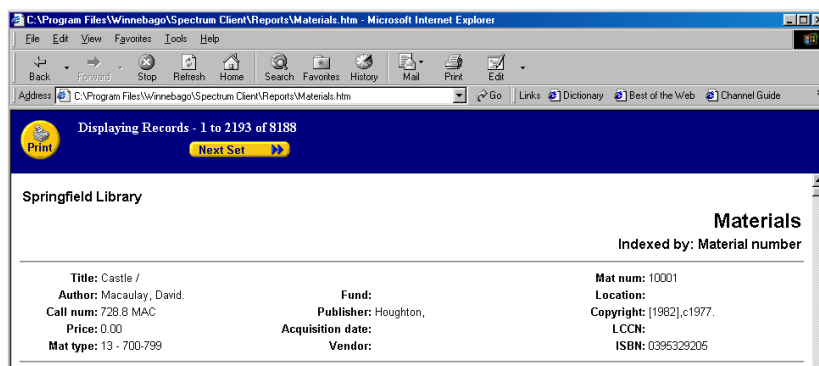 C:\Program Files\Winnebago\Spectrum Client\Reports\Materials.htm - Microsoft Internet Explorer
File Edit View Favorites Tools Help
Back Forward Stop Refresh Home Search Favorites History Mail Print Edit
Address C:\Program Files\Winnebago\Spectrum Client\Reports\Materials.htm Go Links Dictionary Best of the Web Channel Guide
Print Displaying Records - 1 to 2193 of 8188
Next Set
Springfield Library
Materials
Indexed by: Material number
Title: Castle / Mat num: 10001
Author: Macaulay, David. Fund: Location:
Call num: 728.8 MAC Publisher: Houghton, Copyright: [1982],c1977.
Price: 0.00 Acquisition date: LCCN:
Mat type: 13 - 700-799 Vendor: ISBN: 0395329205